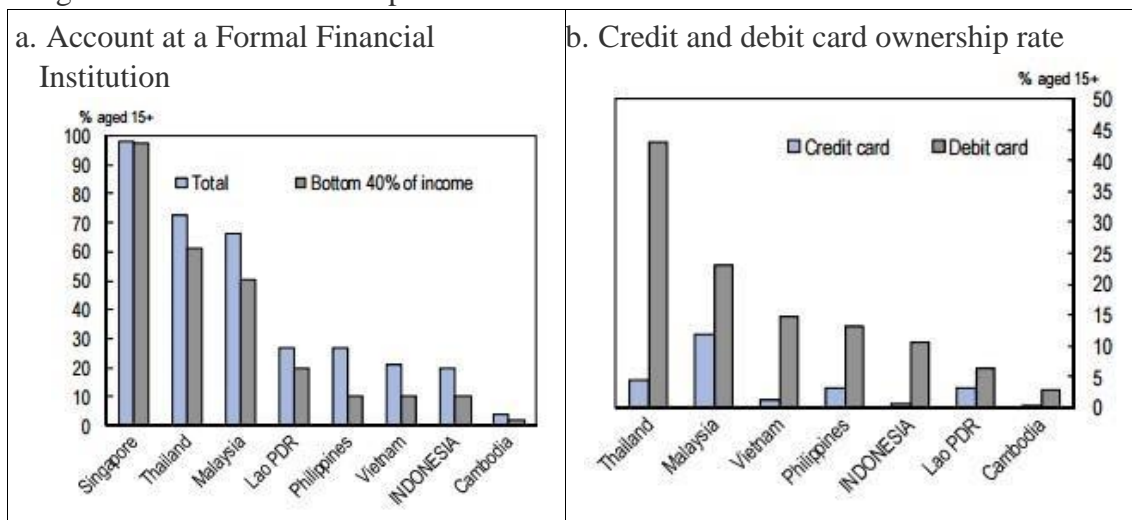 a. Account at a Formal Financial
Institution
% aged 15+
100
90
80
70
60
50
40
30
20
10
0
Total
Bottom 40% of income
Singapore
Thailand
Malaysia
Lao PDR
Philippines
Vietnam
INDONESIA
Cambodia
b. Credit and debit card ownership rate
% aged 15+
50
45
40
35
30
25
20
15
10
5
0
Credit card
Debit card
Thailand
Malaysia
Vietnam
Philippines
INDONESIA
Lao PDR
Cambodia